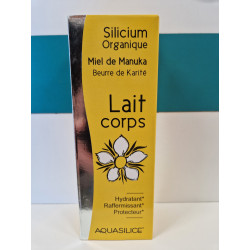 Silicium
Organique
Miel de Manuka
Beurre de Karité
Lait
corps
Hydratant*
Raffermissant*
Protecteur*
AQUASILICE